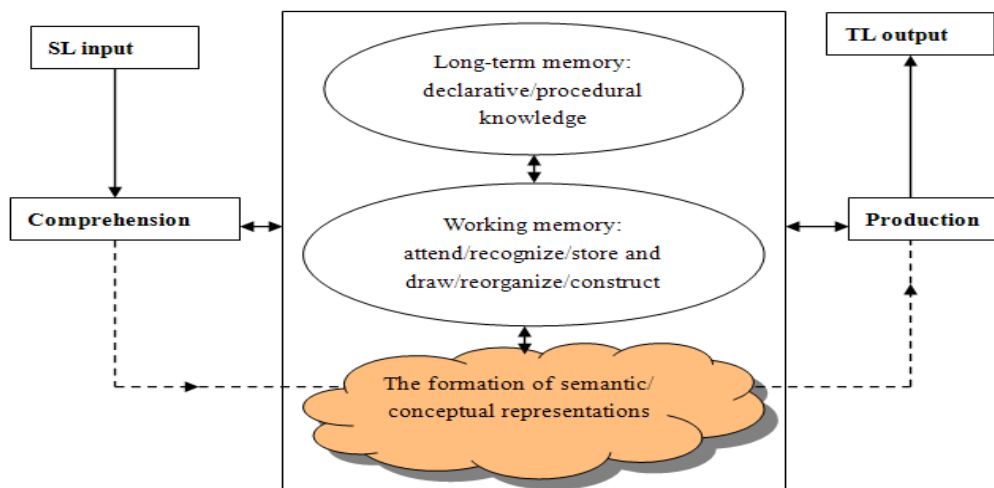 SL input
TL output
Long-term memory:
declarative/procedural
knowledge
Comprehension
Working memory:
attend/recognize/store and
draw/reorganize/construct
Production
The formation of semantic/
conceptual representations